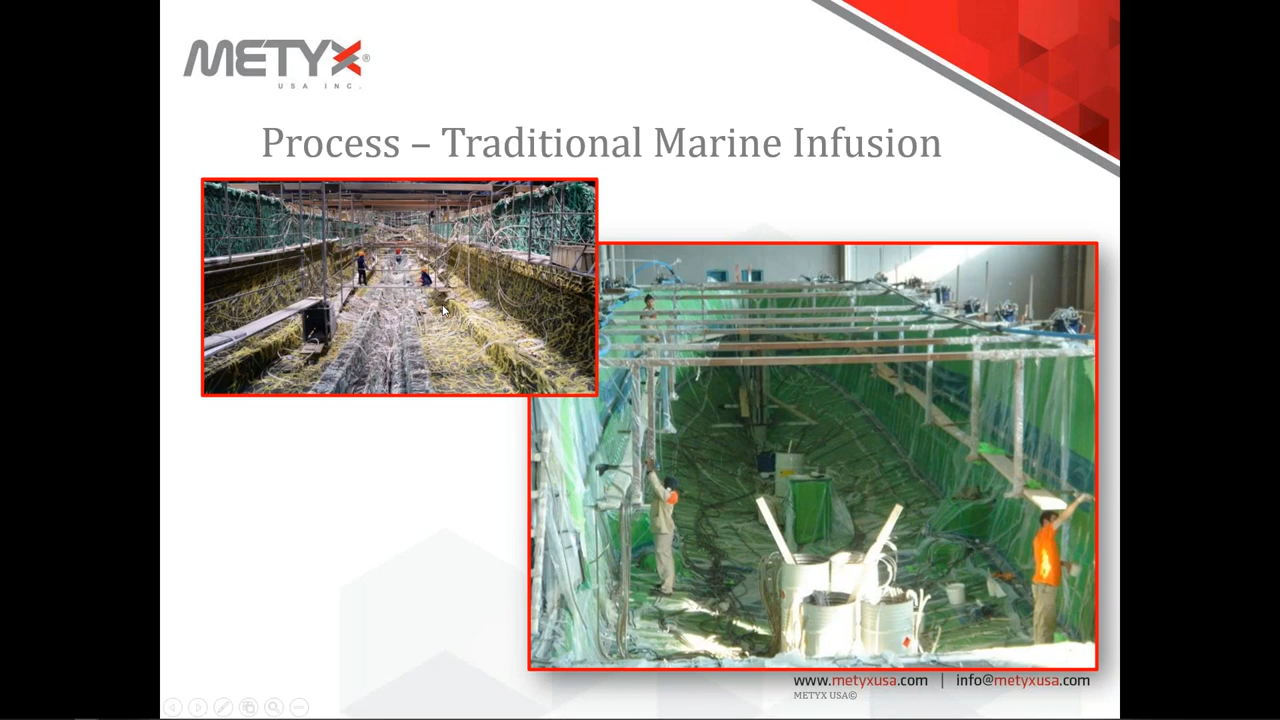 METYX®
USA INC.
Process – Traditional Marine Infusion
www.metyxusa.com | info@metyxusa.com
METYX USA©